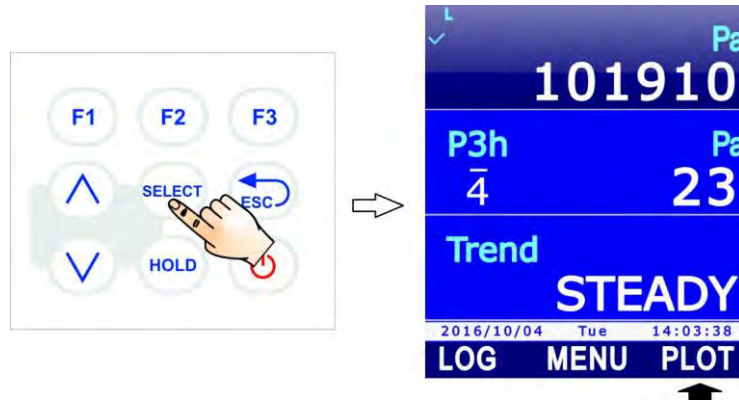 F1 F2 F3
SELECT ESC
HOLD
L
Pa
101910
P3h Pa
4 23
Trend
STEADY
2016/10/04 Tue 14:03:38
LOG MENU PLOT